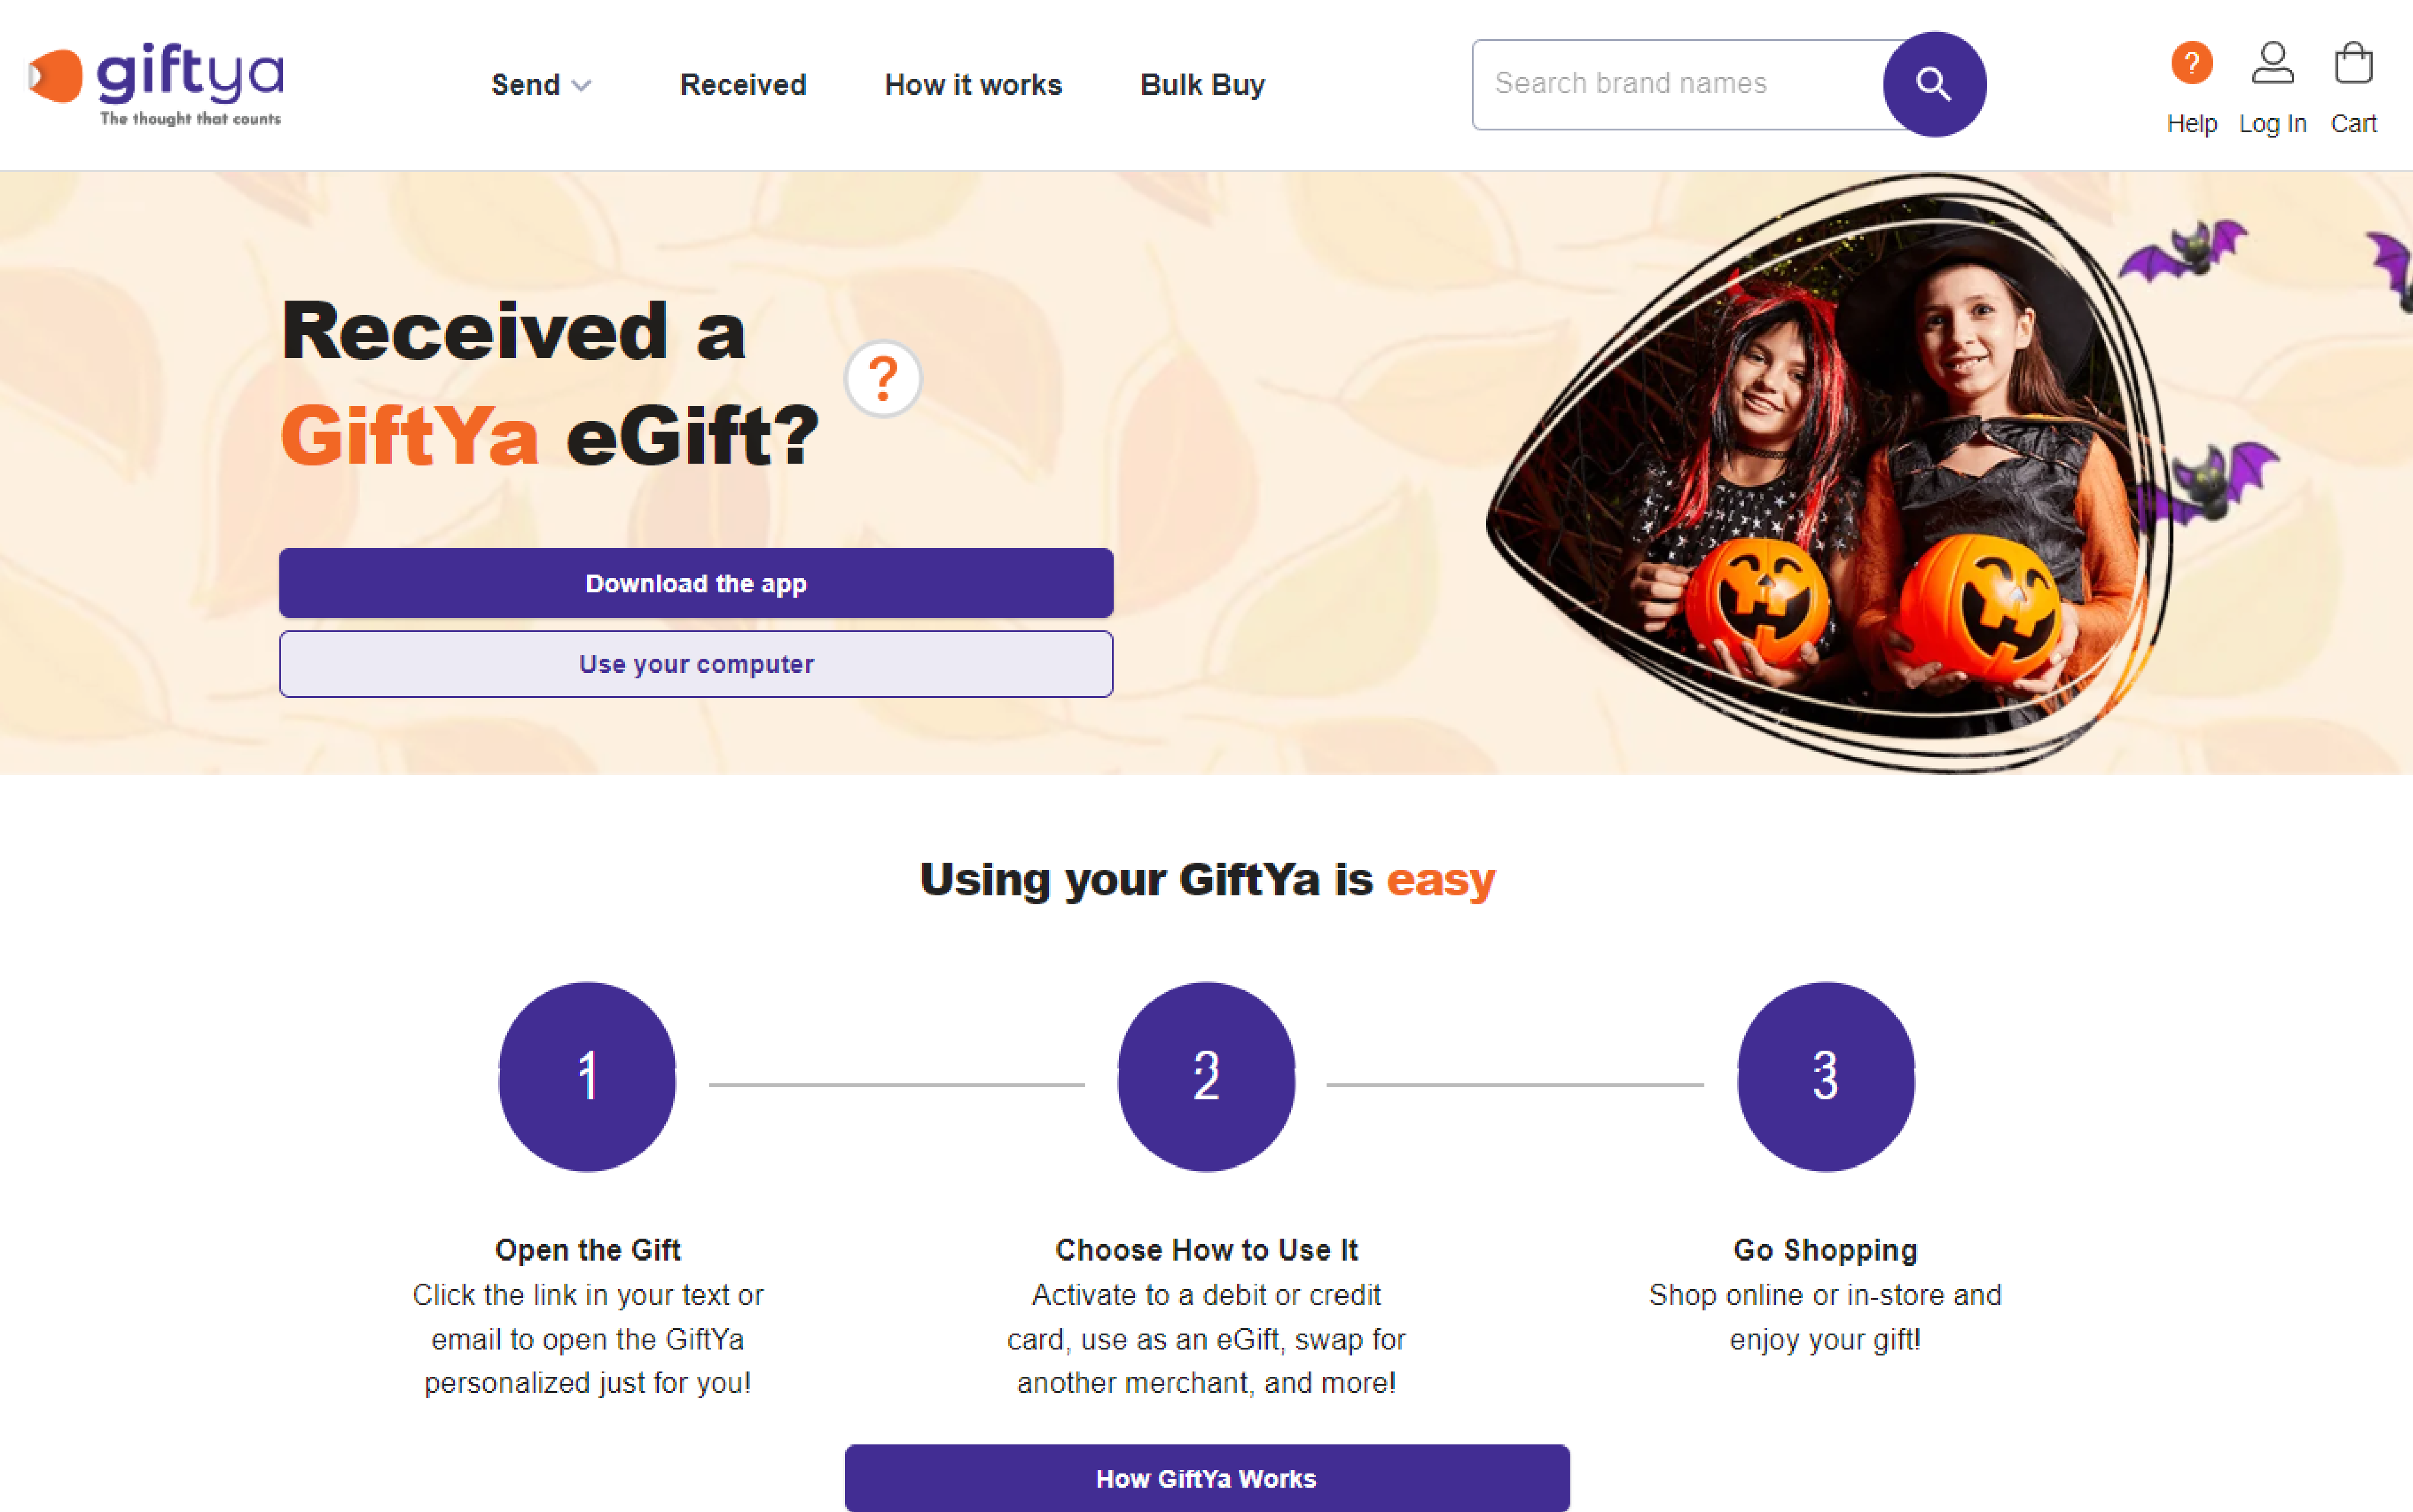 giftya
The thought that counts
Send
Received
How it works
Bulk Buy
Search brand names
?
Help
Log In
Cart
Received a
GiftYa eGift?
?
Download the app
Use your computer
Using your GiftYa is easy
1
2
3
Open the Gift
Click the link in your text or
email to open the GiftYa
personalized just for you!
Choose How to Use It
Activate to a debit or credit
card, use as an eGift, swap for
another merchant, and more!
Go Shopping
Shop online or in-store and
enjoy your gift!
How GiftYa Works